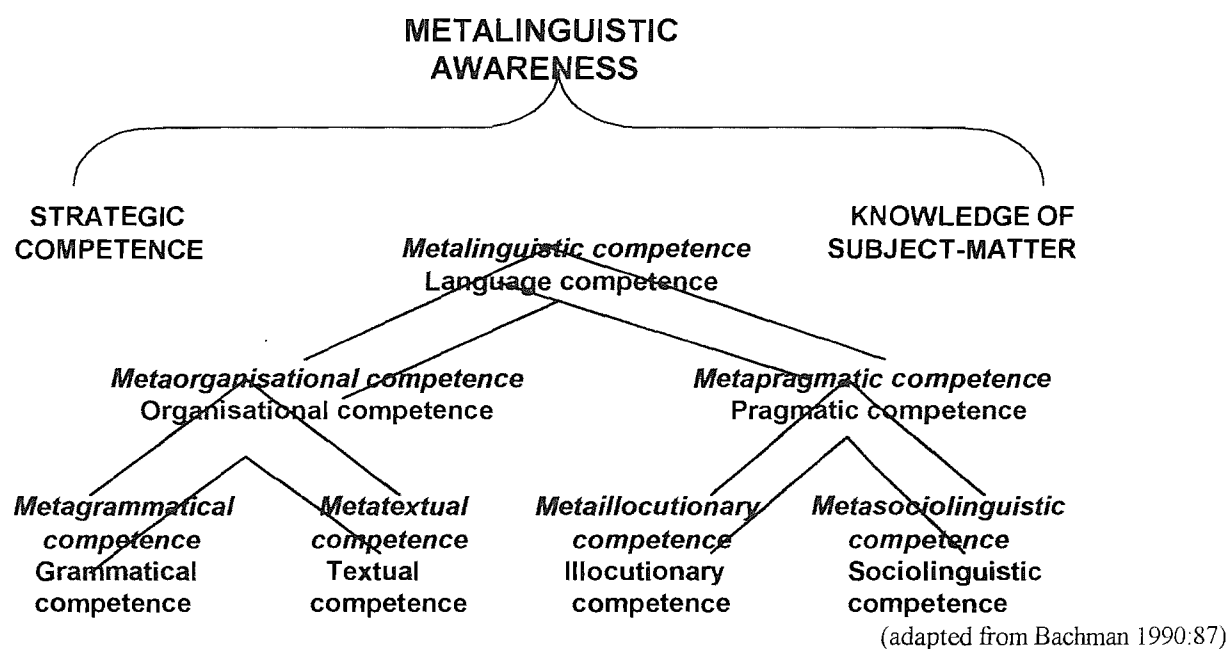 METALINGUISTIC
AWARENESS
STRATEGIC
COMPETENCE
KNOWLEDGE OF
SUBJECT-MATTER
Metalinguistic competence
Language competence
Metaorganisational competence
Organisational competence
Metapragmatic competence
Pragmatic competence
Metagrammatical
competence
Grammatical
competence
Metatextual
competence
Textual
competence
Metaillocutionary
competence
Illocutionary
competence
Metasociolinguistic
competence
Sociolinguistic
competence
(adapted from Bachman 1990:87)